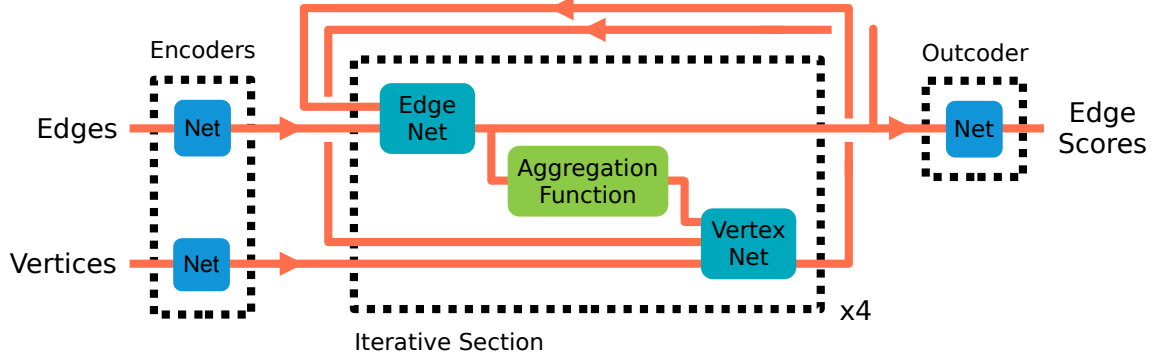 Encoders
Outcoder
Edges
Net
Edge
Net
Net
Edge
Scores
Aggregation
Function
Vertices
Net
Vertex
Net
x4
Iterative Section